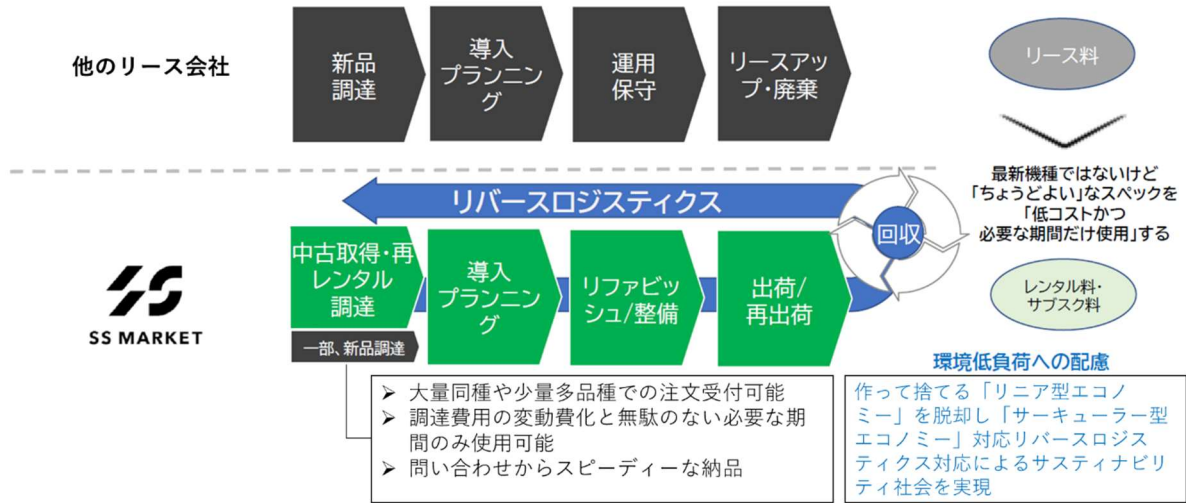 他のリース会社
新品
調達
導入
プランニン
グ
運用
保守
リースアッ
プ・廃棄
リース料
最新機種ではないけど
「ちょうどよい」なスペックを
「低コストかつ
必要な期間だけ使用」する
リバースロジスティクス
回収
SS MARKET
中古取得・再
レンタル
調達
一部、新品調達
導入
プランニン
グ
リファビッ
シュ/整備
出荷/
再出荷
レンタル料・
サブスク料
➢ 大量同種や少量多品種での注文受付可能
➢ 調達費用の変動費化と無駄のない必要な期
間のみ使用可能
➢ 問い合わせからスピーディーな納品
環境低負荷への配慮
作って捨てる「リニア型エコノ
ミー」を脱却し「サーキューラー型
エコノミー」対応リバースロジス
ティクス対応によるサスティナビリ
ティ社会を実現